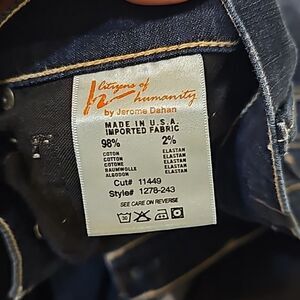 Citizens of
humanity
by Jerome Dahan
MADE IN U.S.A.
IMPORTED FABRIC
98% 2%
COTON ELASTAN
COTTON ELASTAN
COTONE ELASTAN
BAUMWOLLE ELASTAN
ALGODON ELASTAN
Cut# 11449
Style# 1278-243
SEE CARE ON REVERSE